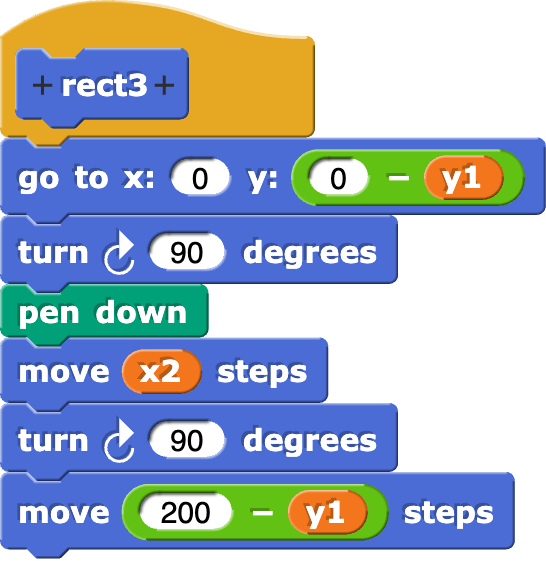 + rect3 +
go to x: 0 y: 0 − y1
turn 90 degrees
pen down
move x2 steps
turn 90 degrees
move 200 − y1 steps